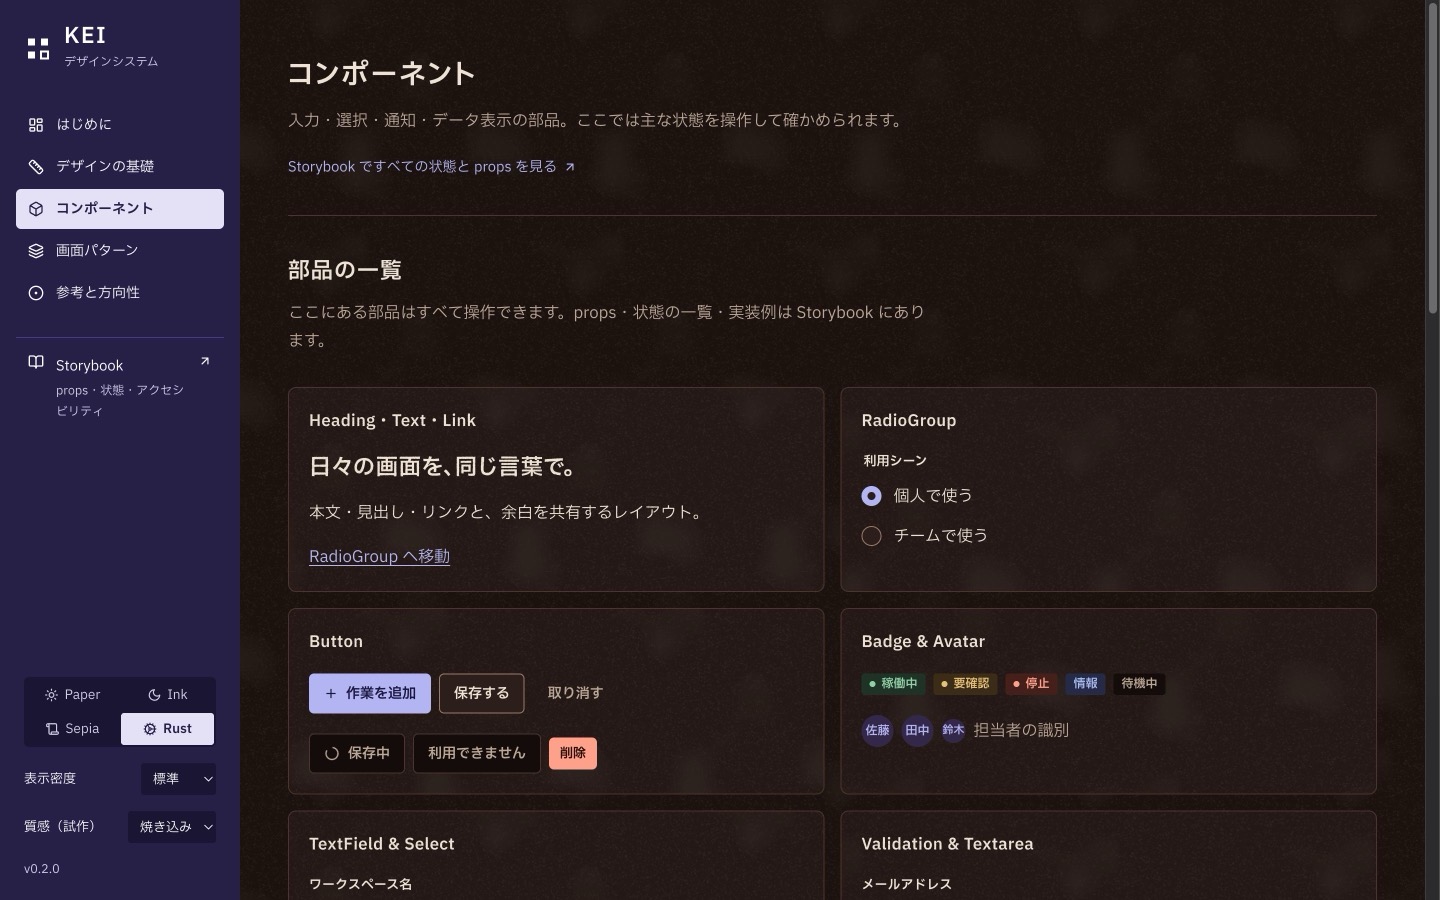 KEI
デザインシステム
はじめに
デザインの基礎
コンポーネント
画面パターン
参考と方向性
Storybook
props・状態・アクセシ
ビリティ
Paper
Ink
Sepia
Rust
表示密度
標準
質感（試作）
焼き込み
v0.2.0
コンポーネント
入力・選択・通知・データ表示の部品。ここでは主な状態を操作して確かめられます。
Storybook ですべての状態と props を見る
部品の一覧
ここにある部品はすべて操作できます。props・状態の一覧・実装例は Storybook にあり
ます。
Heading・Text・Link
日々の画面を、同じ言葉で。
本文・見出し・リンクと、余白を共有するレイアウト。
RadioGroup へ移動
RadioGroup
利用シーン
個人で使う
チームで使う
Button
作業を追加
保存する
取り消す
保存中
利用できません
削除
Badge & Avatar
稼働中
要確認
停止
情報
待機中
佐藤
田中
鈴木
担当者の識別
TextField & Select
ワークスペース名
Validation & Textarea
メールアドレス